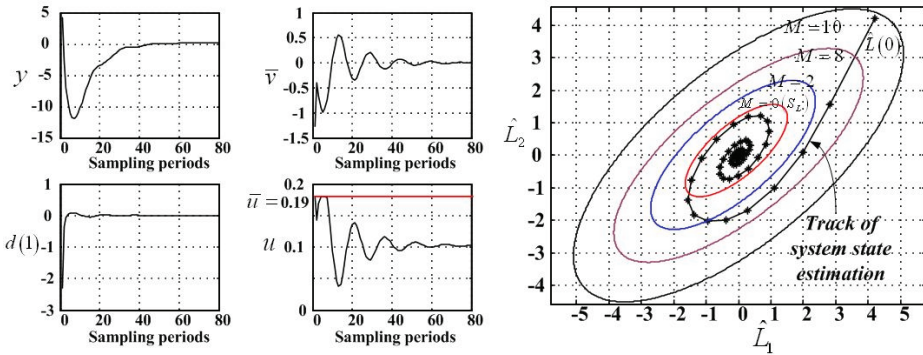 5
0
-5
-10
15
y
0 20 40 60 80
Sampling periods
1
0.5
0
-0.5
-1
1.5
v̅
0 20 40 60 80
Sampling periods
1
0
-1
-2
-3
d(1)
0 20 40 60 80
Sampling periods
0.2
u̅ = 0.19
0.1
0.0
u
0 20 40 60 80
Sampling periods
4
3
2
1
0
-1
-2
-3
-4
L̂₂
M = 10
L̂(0)
M = 8
M = 2
M = 0(S_L)
Track of
system state
estimation
-5 -4 -3 -2 -1 0 1 2 3 4 5
L̂₁